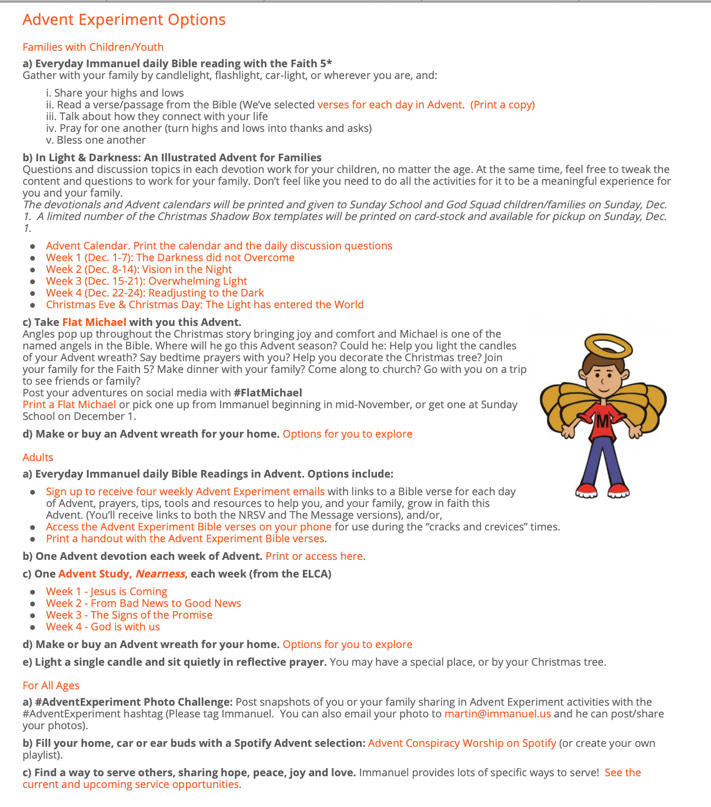 Advent Experiment Options
Families with Children/Youth
a) Everyday Immanuel daily Bible reading with the Faith 5*
Gather with your family by candlelight, flashlight, car-light, or wherever you are, and:
i. Share your highs and lows
ii. Read a verse/passage from the Bible (We've selected verses for each day in Advent. (Print a copy)
iii. Talk about how they connect with your life
iv. Pray for one another (turn highs and lows into thanks and asks)
v. Bless one another
b) In Light & Darkness: An Illustrated Advent for Families
Questions and discussion topics in each devotion work for your children, no matter the age. At the same time, feel free to tweak the
content and questions to work for your family. Don't feel like you need to do all the activities for it to be a meaningful experience for
you and your family.
The devotionals and Advent calendars will be printed and given to Sunday School and God Squad children/families on Sunday, Dec.
1. A limited number of the Christmas Shadow Box templates will be printed on card-stock and available for pickup on Sunday, Dec.
1.
● Advent Calendar. Print the calendar and the daily discussion questions
● Week 1 (Dec. 1-7): The Darkness did not Overcome
● Week 2 (Dec. 8-14): Vision in the Night
● Week 3 (Dec. 15-21): Overwhelming Light
● Week 4 (Dec. 22-24): Readjusting to the Dark
● Christmas Eve & Christmas Day: The Light has entered the World
c) Take Flat Michael with you this Advent.
Angles pop up throughout the Christmas story bringing joy and comfort and Michael is one of the
named angels in the Bible. Where will he go this Advent season? Could he: Help you light the candles
of your Advent wreath? Say bedtime prayers with you? Help you decorate the Christmas tree? Join
your family for the Faith 5? Make dinner with your family? Come along to church? Go with you on a trip
to see friends or family?
Post your adventures on social media with #FlatMichael
Print a Flat Michael or pick one up from Immanuel beginning in mid-November, or get one at Sunday
School on December 1.
M
d) Make or buy an Advent wreath for your home. Options for you to explore
Adults
a) Everyday Immanuel daily Bible Readings in Advent. Options include:
● Sign up to receive four weekly Advent Experiment emails with links to a Bible verse for each day
of Advent, prayers, tips, tools and resources to help you, and your family, grow in faith this
Advent. (You'll receive links to both the NRSV and The Message versions), and/or,
● Access the Advent Experiment Bible verses on your phone for use during the "cracks and crevices" times.
● Print a handout with the Advent Experiment Bible verses.
b) One Advent devotion each week of Advent. Print or access here.
c) One Advent Study, Nearness, each week (from the ELCA)
● Week 1 - Jesus is Coming
● Week 2 - From Bad News to Good News
● Week 3 - The Signs of the Promise
● Week 4 - God is with us
d) Make or buy an Advent wreath for your home. Options for you to explore
e) Light a single candle and sit quietly in reflective prayer. You may have a special place, or by your Christmas tree.
For All Ages
a) #AdventExperiment Photo Challenge: Post snapshots of you or your family sharing in Advent Experiment activities with the
#AdventExperiment hashtag (Please tag Immanuel. You can also email your photo to martin@immanuel.us and he can post/share
your photos).
b) Fill your home, car or ear buds with a Spotify Advent selection: Advent Conspiracy Worship on Spotify (or create your own
playlist).
c) Find a way to serve others, sharing hope, peace, joy and love. Immanuel provides lots of specific ways to serve! See the
current and upcoming service opportunities.